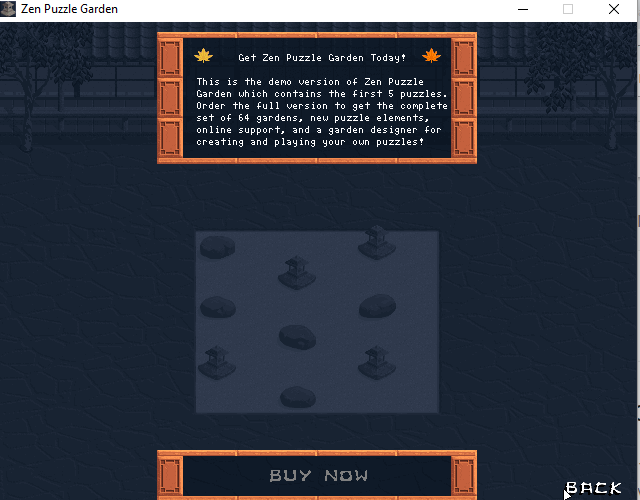 Zen Puzzle Garden
Get Zen Puzzle Garden Today!
This is the demo version of Zen Puzzle
Garden which contains the first 5 puzzles.
Order the full version to get the complete
set of 64 gardens, new puzzle elements,
online support, and a garden designer for
creating and playing your own puzzles!
BUY NOW
BACK